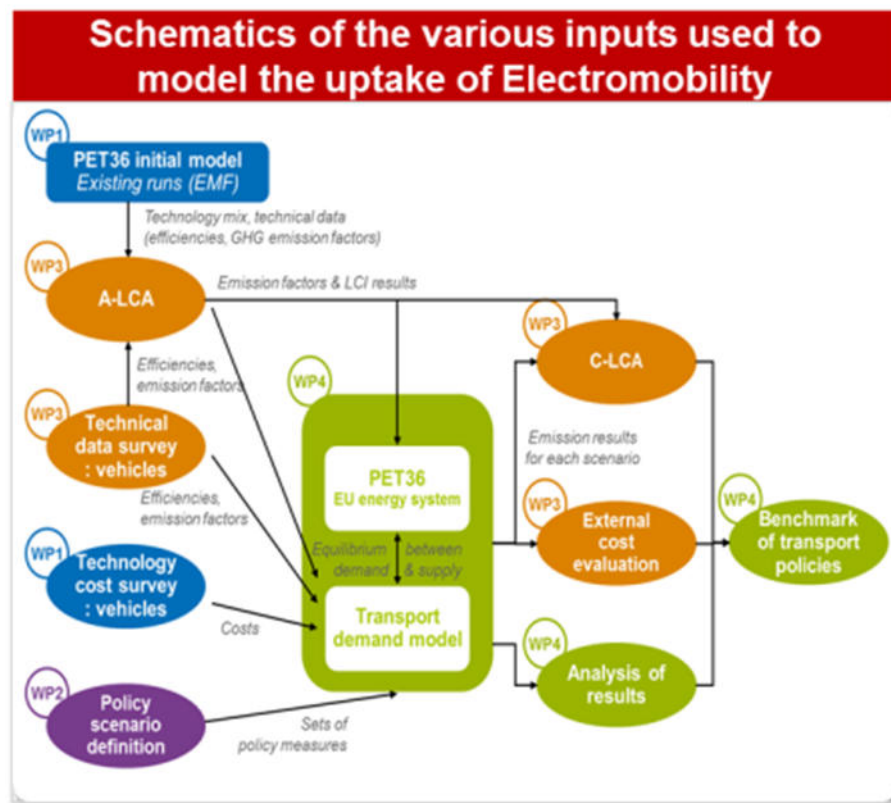 Schematics of the various inputs used to
model the uptake of Electromobility
WP1
PET36 initial model
Existing runs (EMF)
Technology mix, technical data
(efficiencies, GHG emission factors)
WP3
A-LCA
Emission factors & LCI results
WP3
C-LCA
Efficiencies,
emission factors
WP4
WP3
Technical
data survey
: vehicles
Emission results
for each scenario
PET36
EU energy system
Efficiencies,
emission factors
WP3
External
cost
evaluation
WP4
Benchmark
of transport
policies
Equilibrium between
demand & supply
WP1
Technology
cost survey
: vehicles
Costs
Transport
demand model
WP4
Analysis of
results
WP2
Policy
scenario
definition
Sets of
policy measures